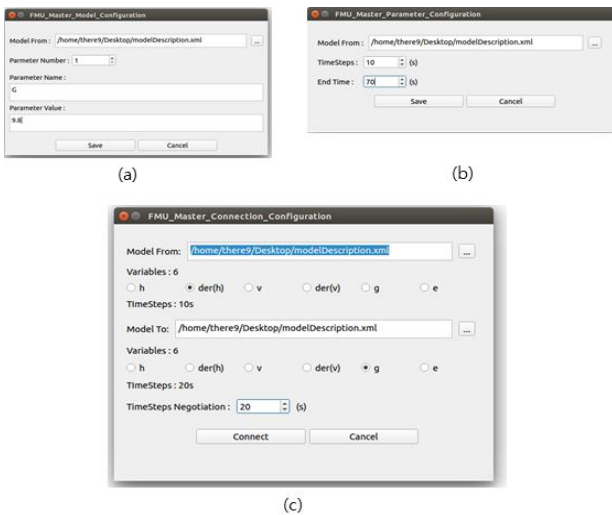 FMU_Master_Model_Configuration
Model From : /home/there9/Desktop/modelDescription.xml ...
Parmeter Number : 1
Parameter Name :
G
Parameter Value :
9.8
Save Cancel
(a)
FMU_Master_Parameter_Configuration
Model From : /home/there9/Desktop/modelDescription.xml ...
TimeSteps : 10 (s)
End Time : 70 (s)
Save Cancel
(b)
FMU_Master_Connection_Configuration
Model From: /home/there9/Desktop/modelDescription.xml ...
Variables : 6
h der(h) v der(v) g e
TImeSteps : 10s
Model To: /home/there9/Desktop/modelDescription.xml ...
Variables : 6
h der(h) v der(v) g e
TImeSteps : 20s
TimeSteps Negotiation : 20 (s)
Connect Cancel
(c)